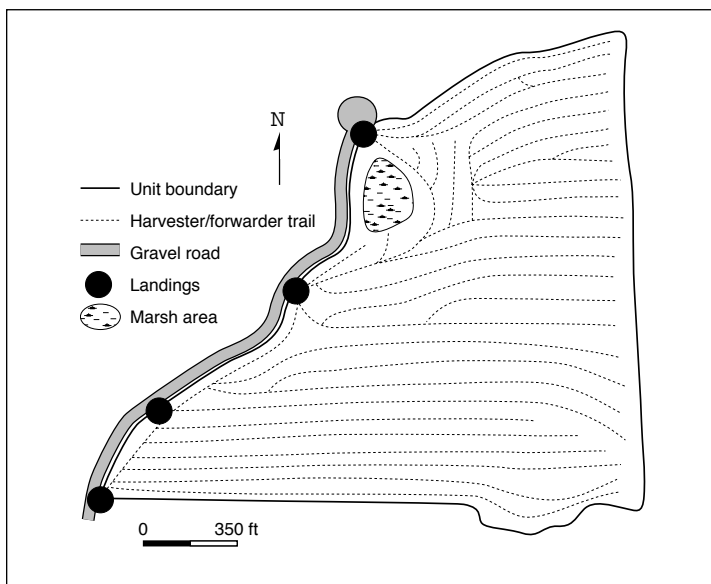 N
Unit boundary
Harvester/forwarder trail
Gravel road
Landings
Marsh area
0 350 ft